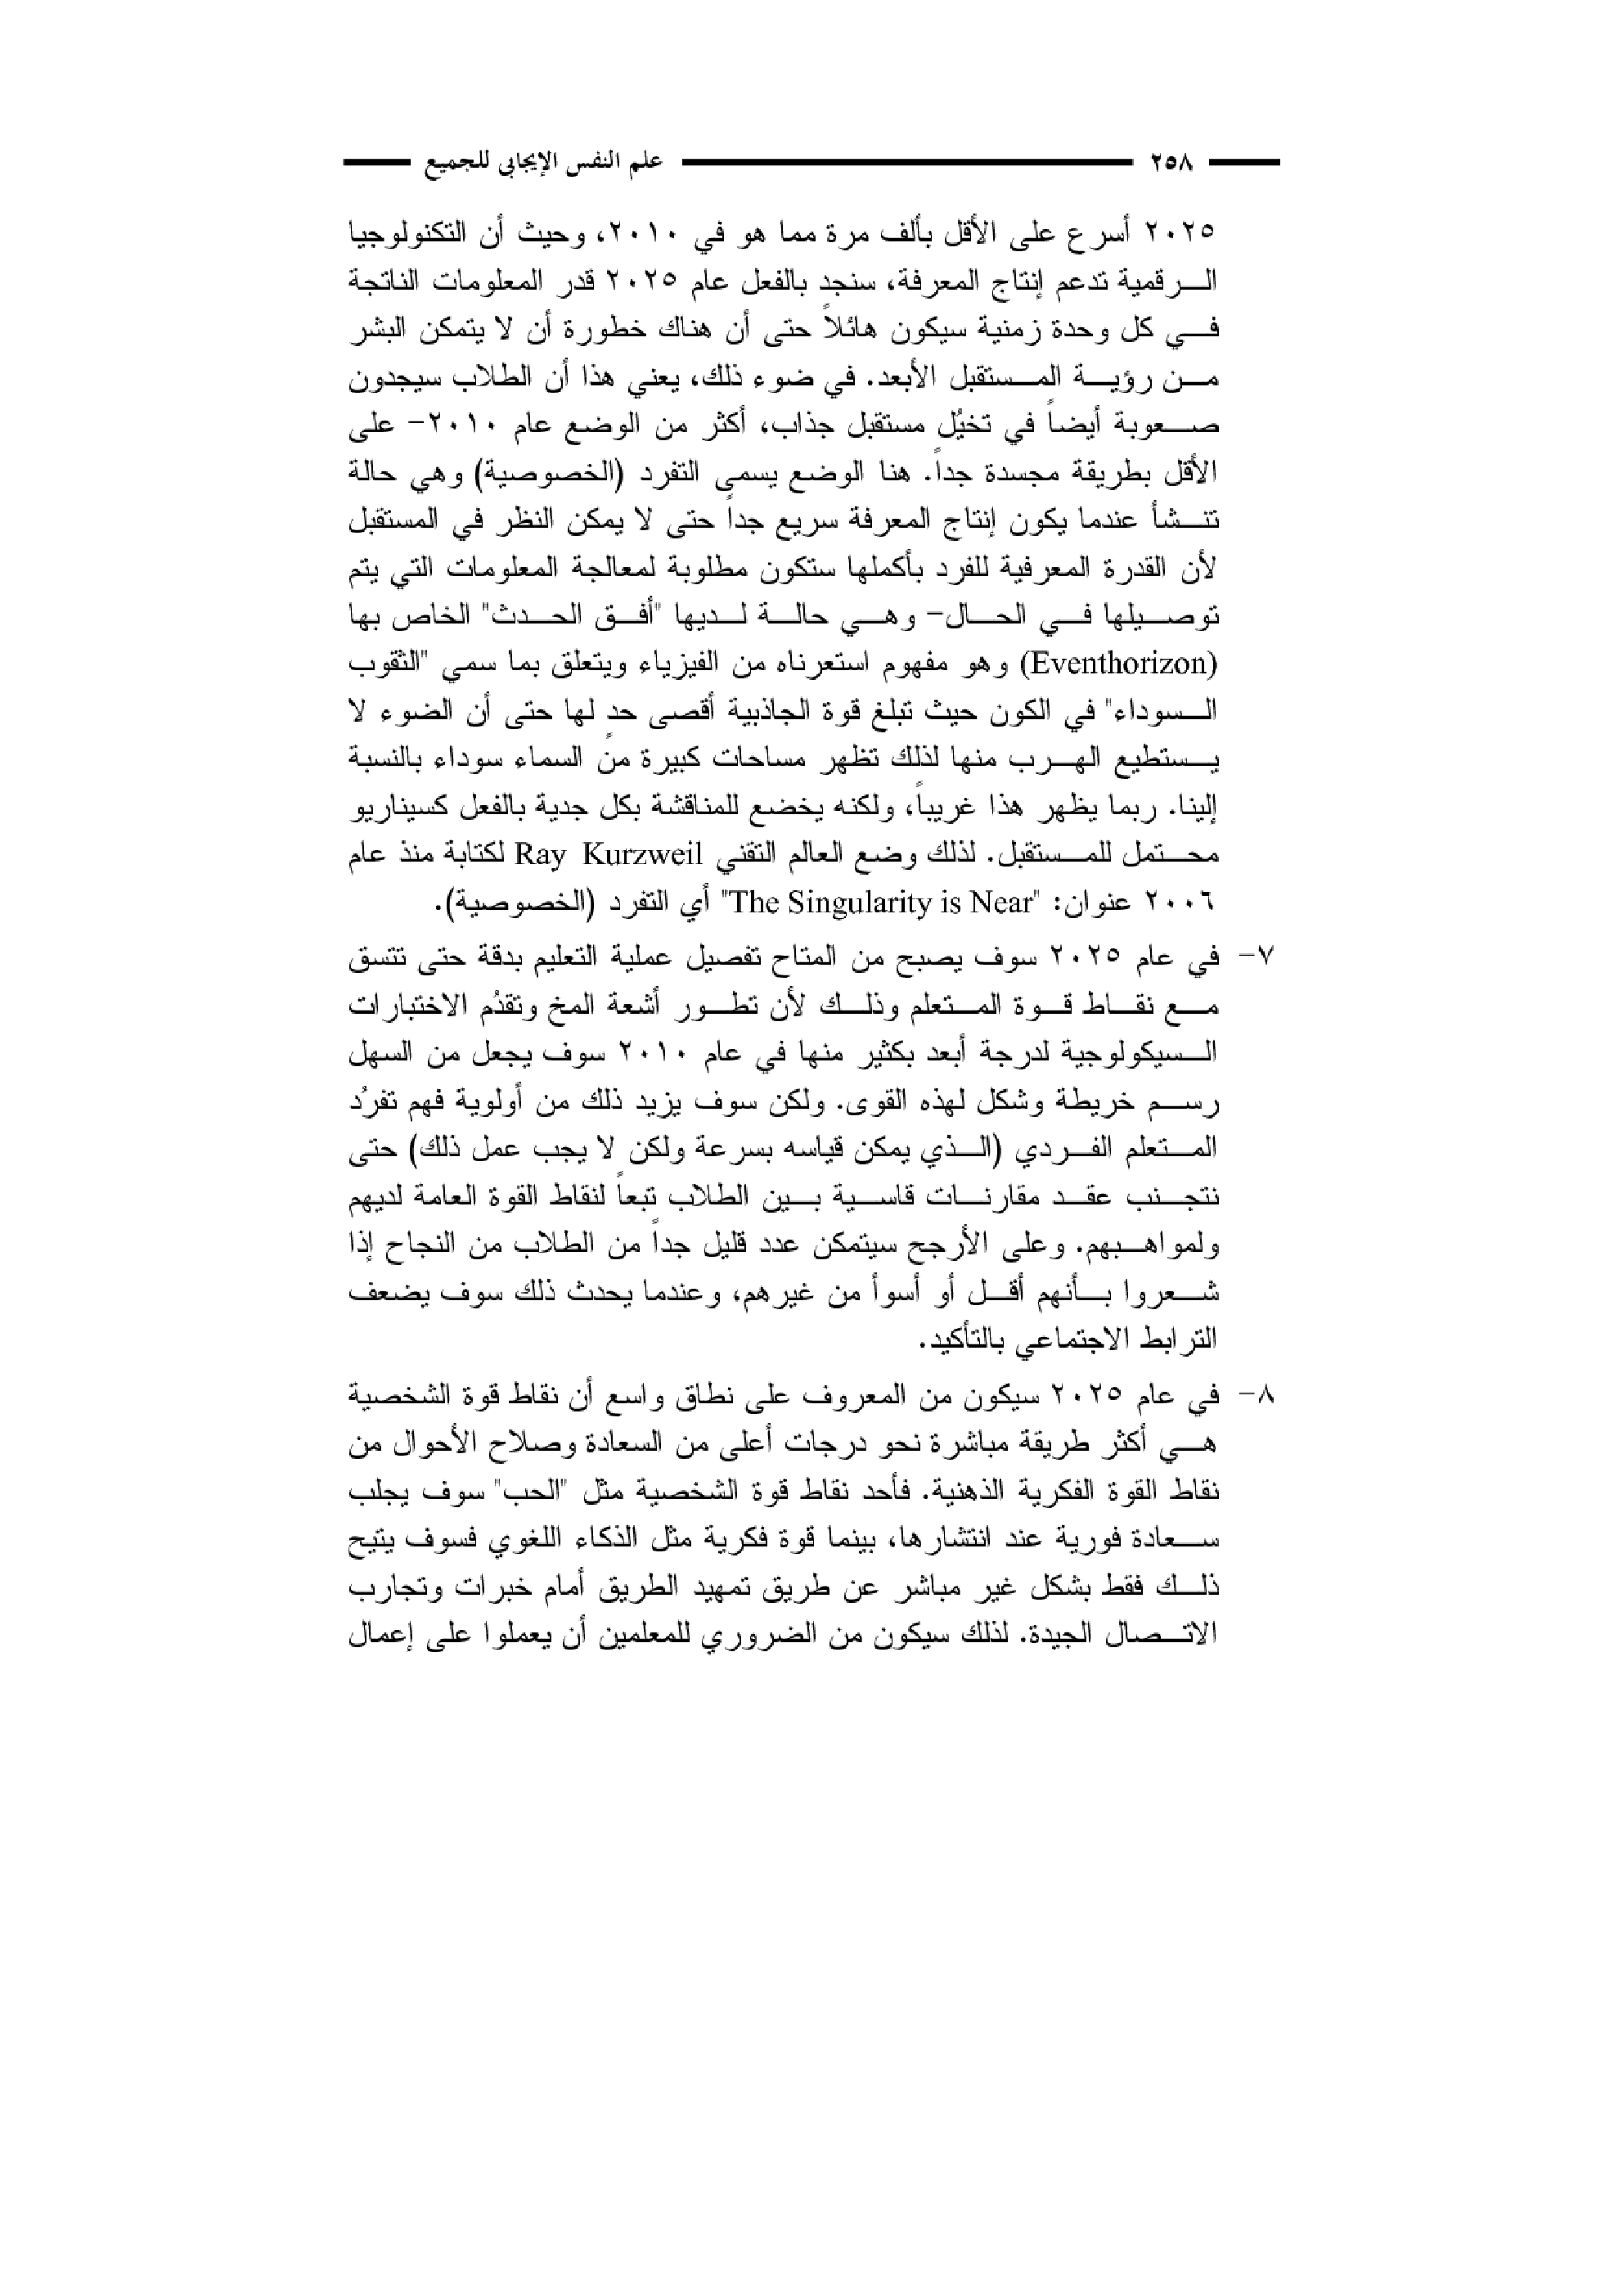 ٢٥٨ علم النفس الإيجابي للجميع
٢٠٢٥ أسرع على الأقل بألف مرة مما هو في ٢٠١٠، وحيث أن التكنولوجيا
الرقمية تدعم إنتاج المعرفة، سنجد بالفعل عام ٢٠٢٥ قدر المعلومات الناتجة
في كل وحدة زمنية سيكون هائلاً حتى أن هناك خطورة أن لا يتمكن البشر
من رؤية المستقبل الأبعد. في ضوء ذلك، يعني هذا أن الطلاب سيجدون
صعوبة أيضاً في تخيُل مستقبل جذاب، أكثر من الوضع عام ٢٠١٠- على
الأقل بطريقة مجسدة جداً. هنا الوضع يسمى التفرد (الخصوصية) وهي حالة
تنشأ عندما يكون إنتاج المعرفة سريع جداً حتى لا يمكن النظر في المستقبل
لأن القدرة المعرفية للفرد بأكملها ستكون مطلوبة لمعالجة المعلومات التي يتم
توصيلها في الحال- وهي حالة لديها "أفق الحدث" الخاص بها
(Eventhorizon) وهو مفهوم استعرناه من الفيزياء ويتعلق بما سمي "الثقوب
السوداء" في الكون حيث تبلغ قوة الجاذبية أقصى حدٍ لها حتى أن الضوء لا
يستطيع الهرب منها لذلك تظهر مساحات كبيرة من السماء سوداء بالنسبة
إلينا. ربما يظهر هذا غريباً، ولكنه يخضع للمناقشة بكل جدية بالفعل كسيناريو
محتمل للمستقبل. لذلك وضع العالم التقني Ray Kurzweil لكتابة منذ عام
٢٠٠٦ عنوان: "The Singularity is Near" أي التفرد (الخصوصية).
٧- في عام ٢٠٢٥ سوف يصبح من المتاح تفصيل عملية التعليم بدقة حتى تتسق
مع نقاط قوة المتعلم وذلك لأن تطور أشعة المخ وتقدُم الاختبارات
السيكولوجية لدرجة أبعد بكثير منها في عام ٢٠١٠ سوف يجعل من السهل
رسم خريطة وشكل لهذه القوى. ولكن سوف يزيد ذلك من أولوية فهم تفرُد
المتعلم الفردي (الذي يمكن قياسه بسرعة ولكن لا يجب عمل ذلك) حتى
نتجنب عقد مقارنات قاسية بين الطلاب تبعاً لنقاط القوة العامة لديهم
ولمواهبهم. وعلى الأرجح سيتمكن عدد قليل جداً من الطلاب من النجاح إذا
شعروا بأنهم أقل أو أسوأ من غيرهم، وعندما يحدث ذلك سوف يضعف
الترابط الاجتماعي بالتأكيد.
٨- في عام ٢٠٢٥ سيكون من المعروف على نطاق واسع أن نقاط قوة الشخصية
هي أكثر طريقة مباشرة نحو درجات أعلى من السعادة وصلاح الأحوال من
نقاط القوة الفكرية الذهنية. فأحد نقاط قوة الشخصية مثل "الحب" سوف يجلب
سعادة فورية عند انتشارها، بينما قوة فكرية مثل الذكاء اللغوي فسوف يتيح
ذلك فقط بشكل غير مباشر عن طريق تمهيد الطريق أمام خبرات وتجارب
الاتصال الجيدة. لذلك سيكون من الضروري للمعلمين أن يعملوا على إعمال